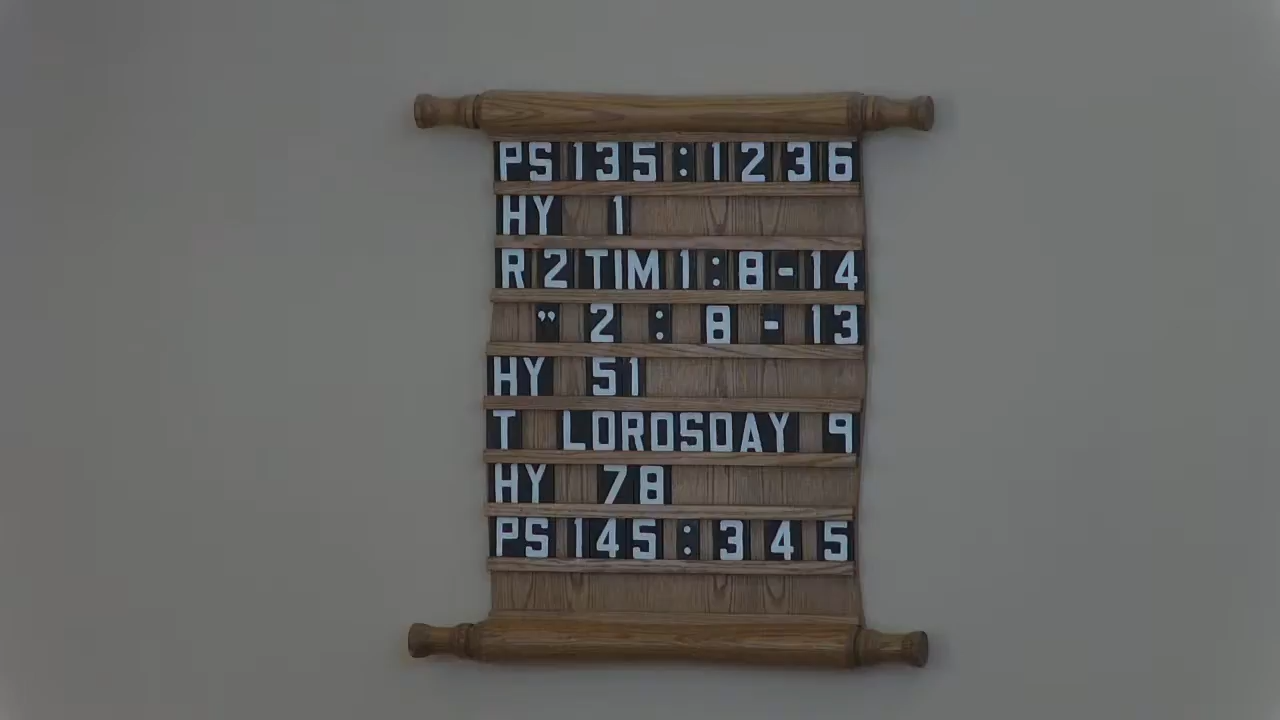 PS 135:1 2 3 6
HY 1
R 2 TIM 1:8-14
" 2 : 8 - 13
HY 51
T LORDSDAY 9
HY 78
PS 145:3 4 5